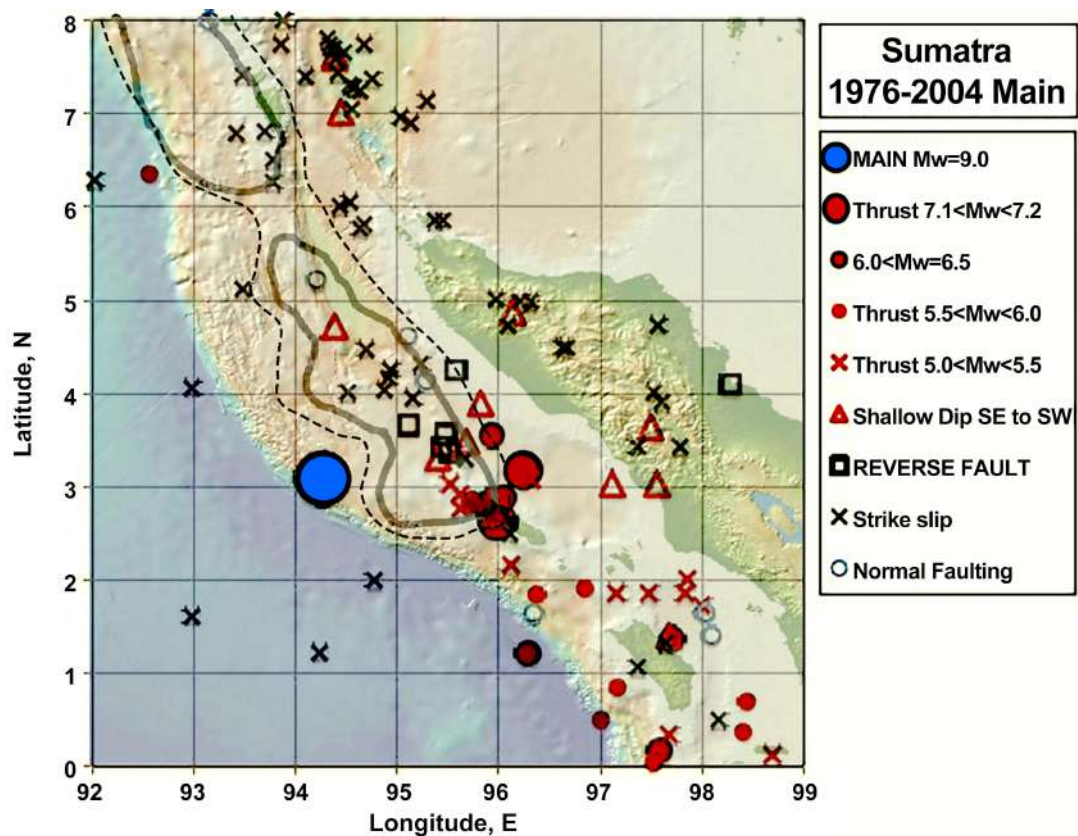 Sumatra
1976-2004 Main
MAIN Mw=9.0
Thrust 7.1<Mw<7.2
6.0<Mw=6.5
Thrust 5.5<Mw<6.0
Thrust 5.0<Mw<5.5
Shallow Dip SE to SW
REVERSE FAULT
Strike slip
Normal Faulting
Latitude, N
8
7
6
5
4
3
2
1
0
92 93 94 95 96 97 98 99
Longitude, E